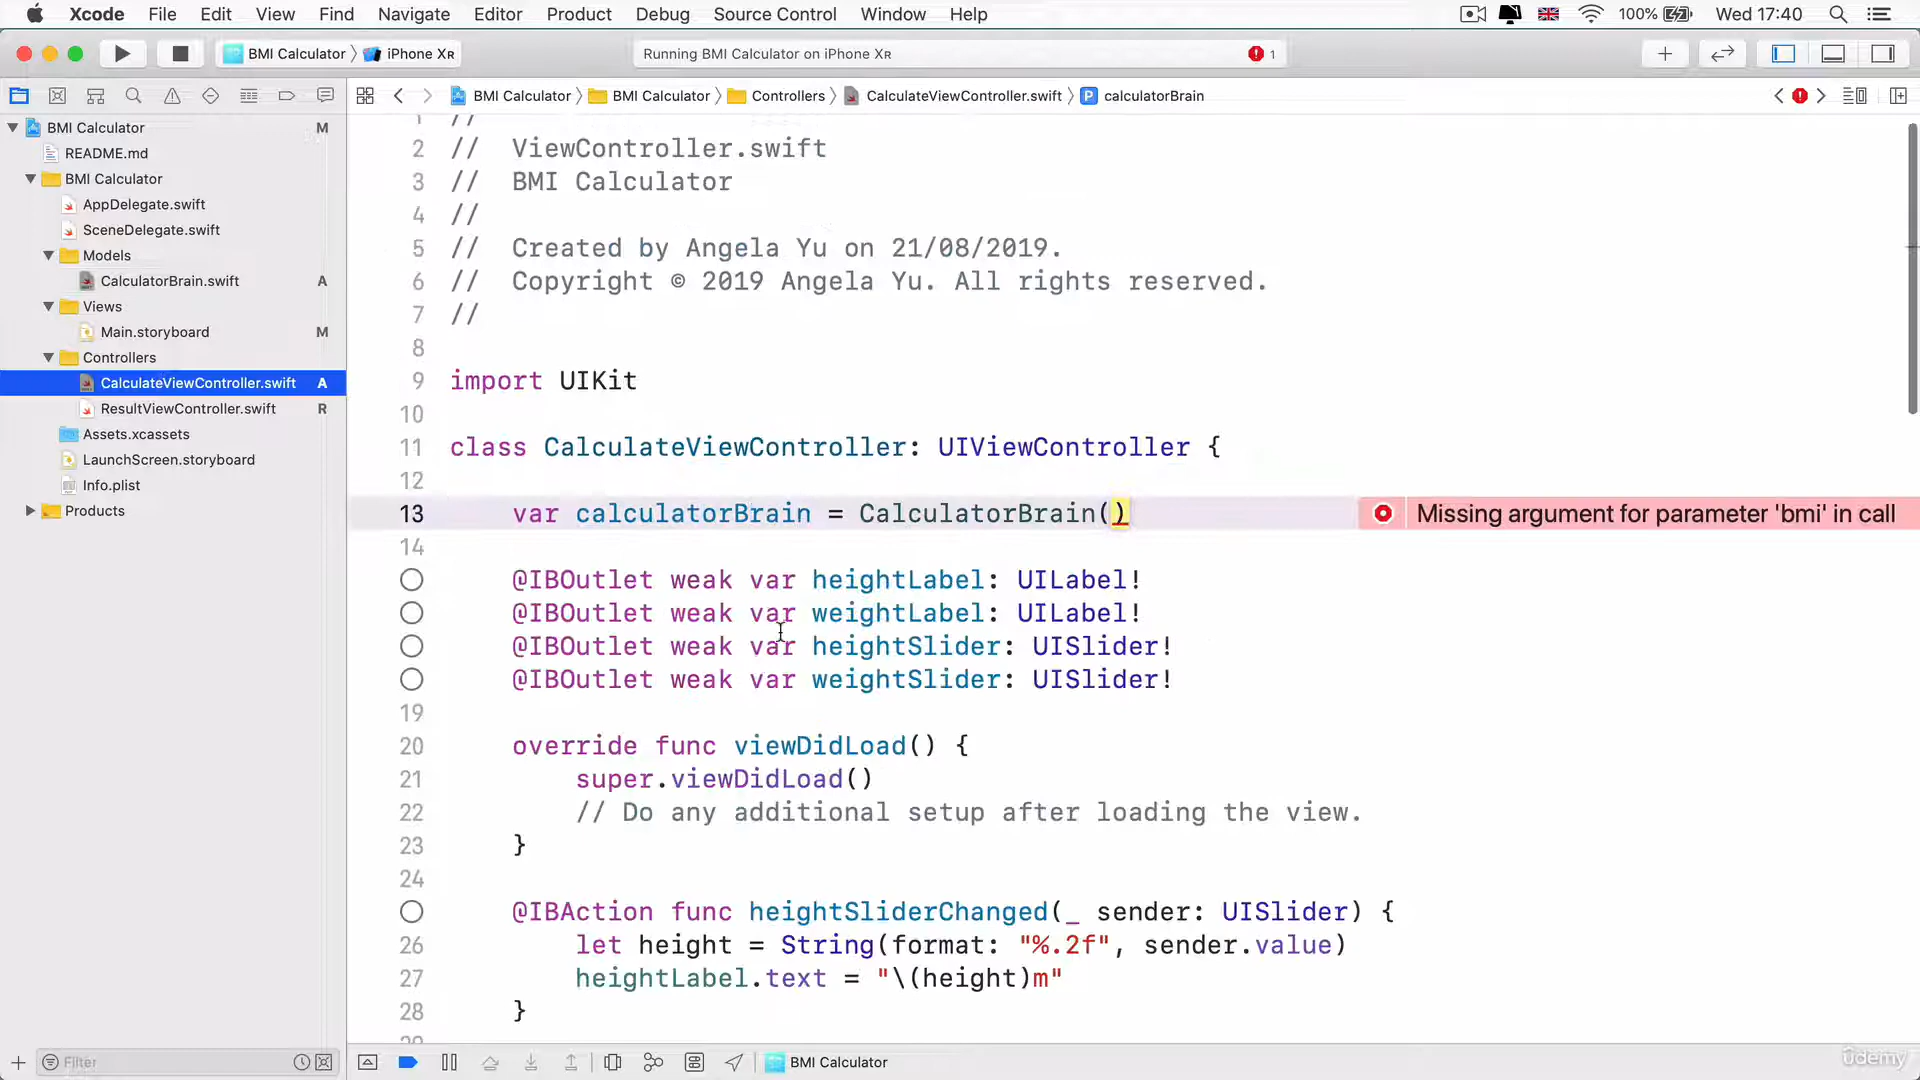 Xcode File Edit View Find Navigate Editor Product Debug Source Control Window Help 100% Wed 17:40
BMI Calculator iPhone XR Running BMI Calculator on iPhone XR 1
BMI Calculator BMI Calculator Controllers CalculateViewController.swift P calculatorBrain
BMI Calculator M
README.md
BMI Calculator
AppDelegate.swift
SceneDelegate.swift
Models
CalculatorBrain.swift A
Views
Main.storyboard M
Controllers
CalculateViewController.swift A
ResultViewController.swift R
Assets.xcassets
LaunchScreen.storyboard
Info.plist
Products
Filter
1 //
2 // ViewController.swift
3 // BMI Calculator
4 //
5 // Created by Angela Yu on 21/08/2019.
6 // Copyright © 2019 Angela Yu. All rights reserved.
7 //
8
9 import UIKit
10
11 class CalculateViewController: UIViewController {
12
13 var calculatorBrain = CalculatorBrain() Missing argument for parameter 'bmi' in call
14
@IBOutlet weak var heightLabel: UILabel!
@IBOutlet weak var weightLabel: UILabel!
@IBOutlet weak var heightSlider: UISlider!
@IBOutlet weak var weightSlider: UISlider!
19
20 override func viewDidLoad() {
21 super.viewDidLoad()
22 // Do any additional setup after loading the view.
23 }
24
@IBAction func heightSliderChanged(_ sender: UISlider) {
26 let height = String(format: "%.2f", sender.value)
27 heightLabel.text = "\(height)m"
28 }
BMI Calculator
ûdemy